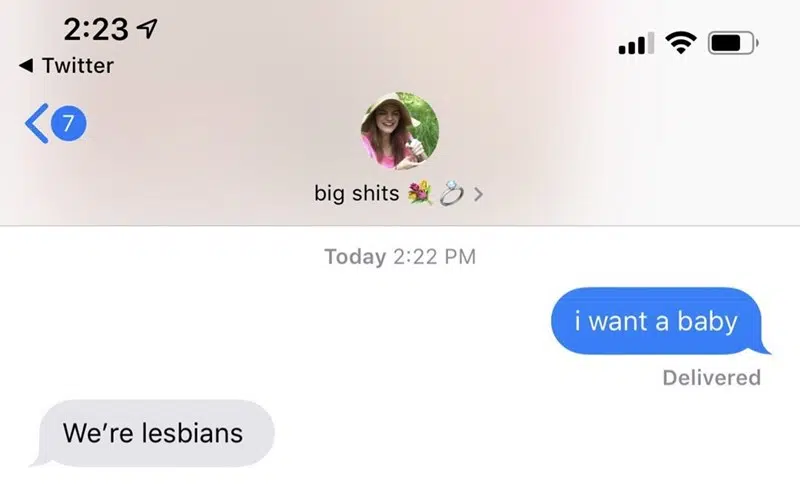 2:23
◀ Twitter
7
big shits 💐💍 >
Today 2:22 PM
i want a baby
Delivered
We’re lesbians